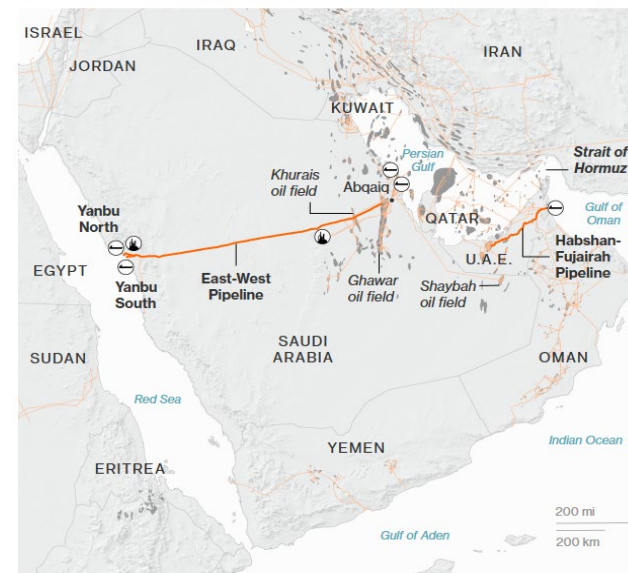 ISRAEL
IRAQ
IRAN
JORDAN
KUWAIT
Persian
Gulf
Strait of
Hormuz
Khurais
oil field
Abqaiq
Gulf of
Oman
Yanbu
North
QATAR
U.A.E.
Habshan-
Fujairah
Pipeline
EGYPT
Yanbu
South
East-West
Pipeline
Ghawar
oil field
Shaybah
oil field
SAUDI
ARABIA
SUDAN
OMAN
Red Sea
Indian Ocean
YEMEN
ERITREA
200 mi
200 km
Gulf of Aden